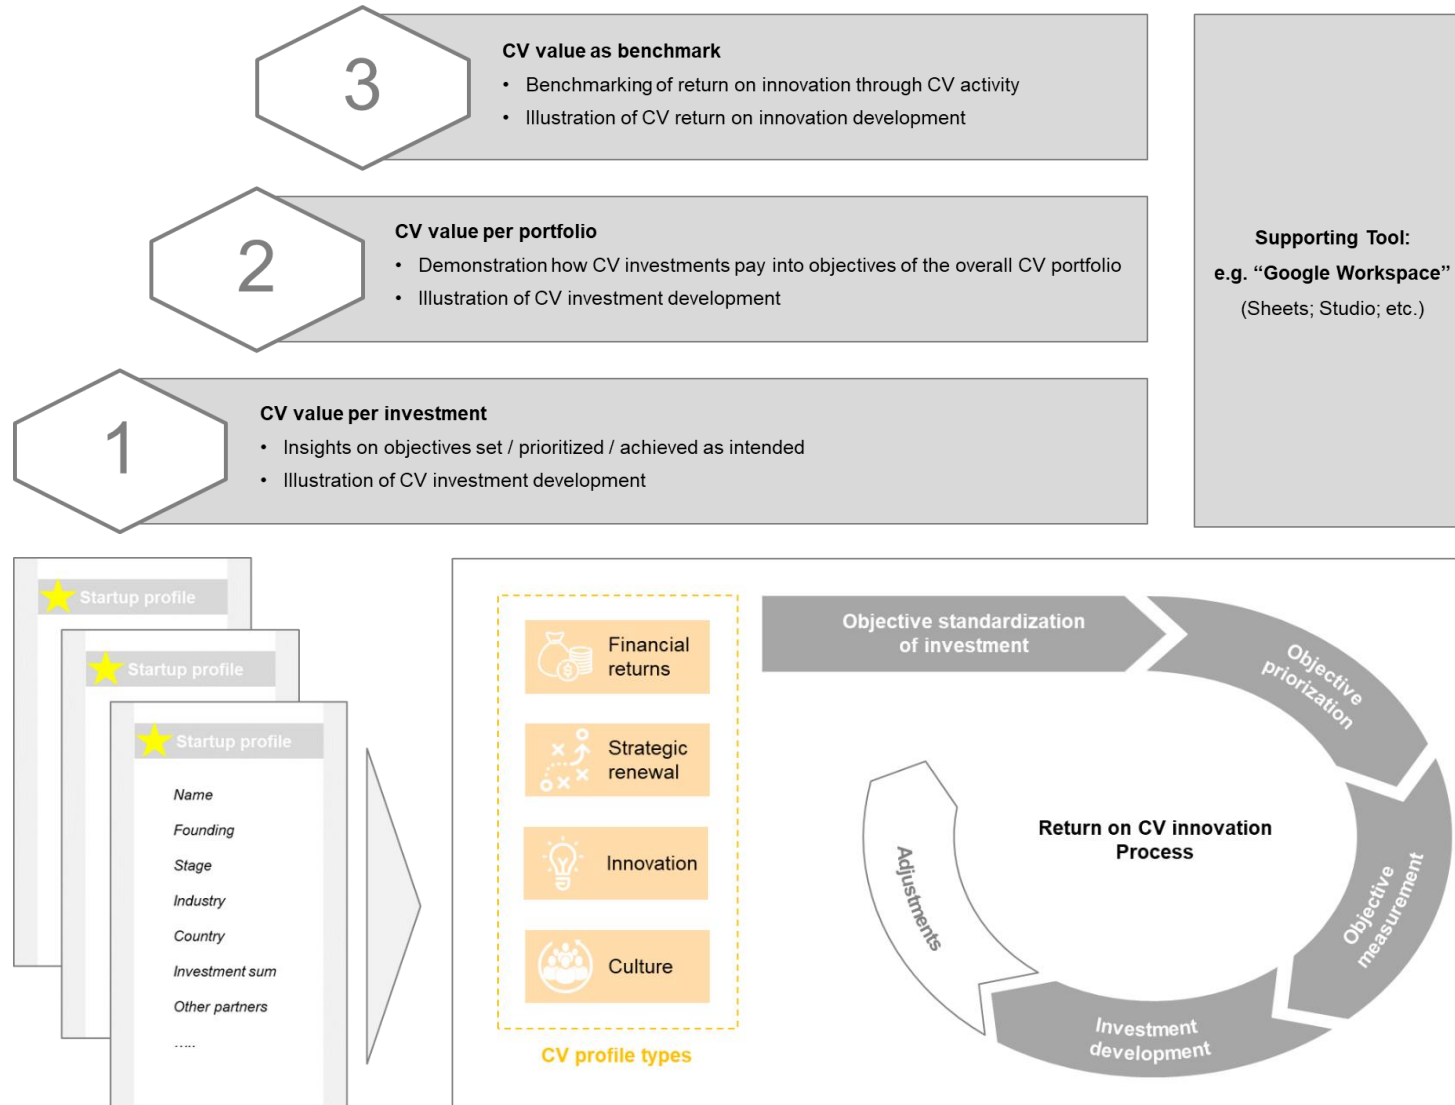 3
CV value as benchmark
• Benchmarking of return on innovation through CV activity
• Illustration of CV return on innovation development
2
CV value per portfolio
• Demonstration how CV investments pay into objectives of the overall CV portfolio
• Illustration of CV investment development
1
CV value per investment
• Insights on objectives set / prioritized / achieved as intended
• Illustration of CV investment development
Supporting Tool:
e.g. “Google Workspace”
(Sheets; Studio; etc.)
Startup profile
Startup profile
Startup profile
Name
Founding
Stage
Industry
Country
Investment sum
Other partners
.....
Financial
returns
Strategic
renewal
Innovation
Culture
CV profile types
Objective standardization
of investment
Objective
priorization
Objective
measurement
Investment
development
Adjustments
Return on CV innovation
Process